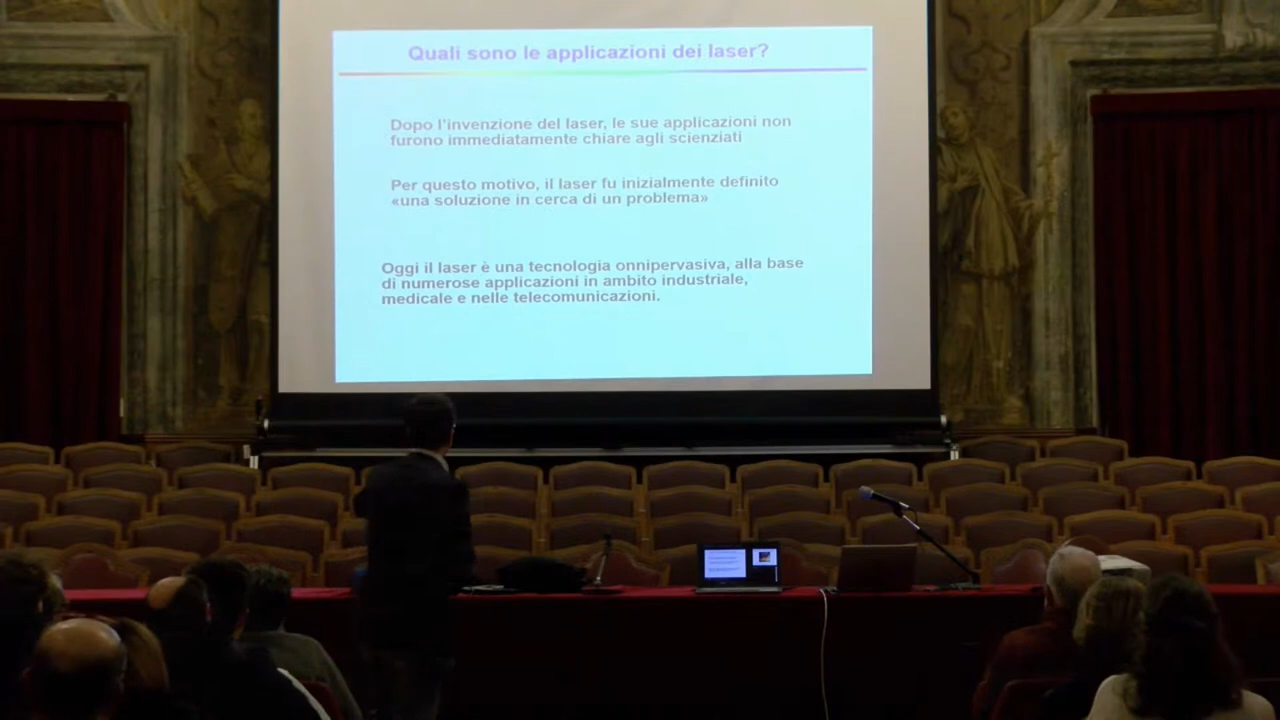 Quali sono le applicazioni dei laser?
Dopo l'invenzione del laser, le sue applicazioni non
furono immediatamente chiare agli scienziati
Per questo motivo, il laser fu inizialmente definito
«una soluzione in cerca di un problema»
Oggi il laser è una tecnologia onnipervasiva, alla base
di numerose applicazioni in ambito industriale,
medicale e nelle telecomunicazioni.